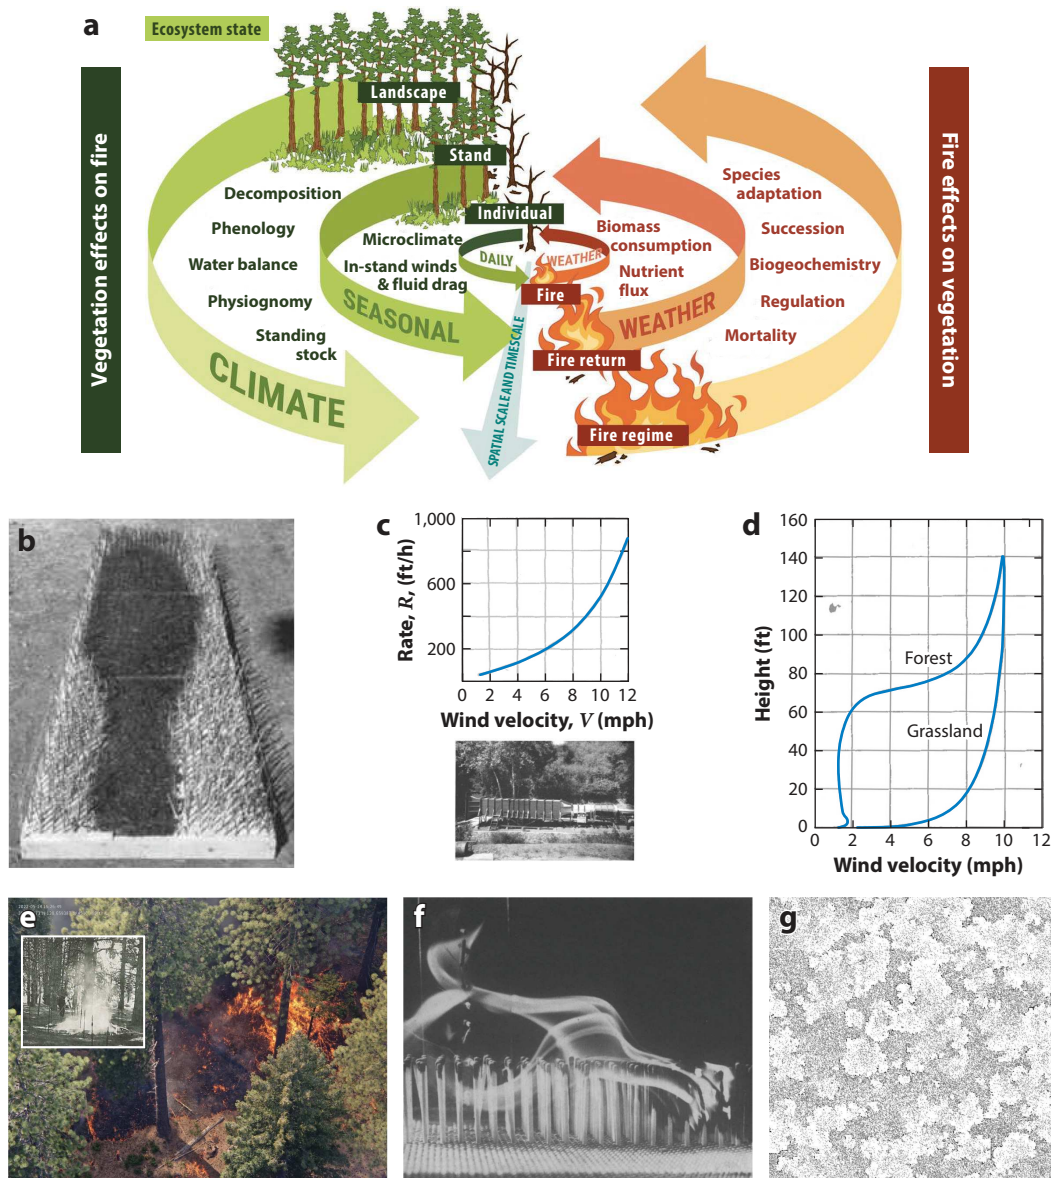 a
Ecosystem state
Vegetation effects on fire
Fire effects on vegetation
Landscape
Stand
Individual
Decomposition
Phenology
Water balance
Physiognomy
Standing
stock
Microclimate
In-stand winds
& fluid drag
DAILY
WEATHER
SEASONAL
WEATHER
CLIMATE
Biomass
consumption
Nutrient
flux
Species
adaptation
Succession
Biogeochemistry
Regulation
Mortality
Fire
Fire return
Fire regime
SPATIAL SCALE AND TIMESCALE
b
c
1,000
600
200
0
2
4
6
8
10
12
Rate, R, (ft/h)
Wind velocity, V (mph)
d
160
140
120
100
80
60
40
20
0
0
2
4
6
8
10
12
Height (ft)
Forest
Grassland
Wind velocity (mph)
e
f
g